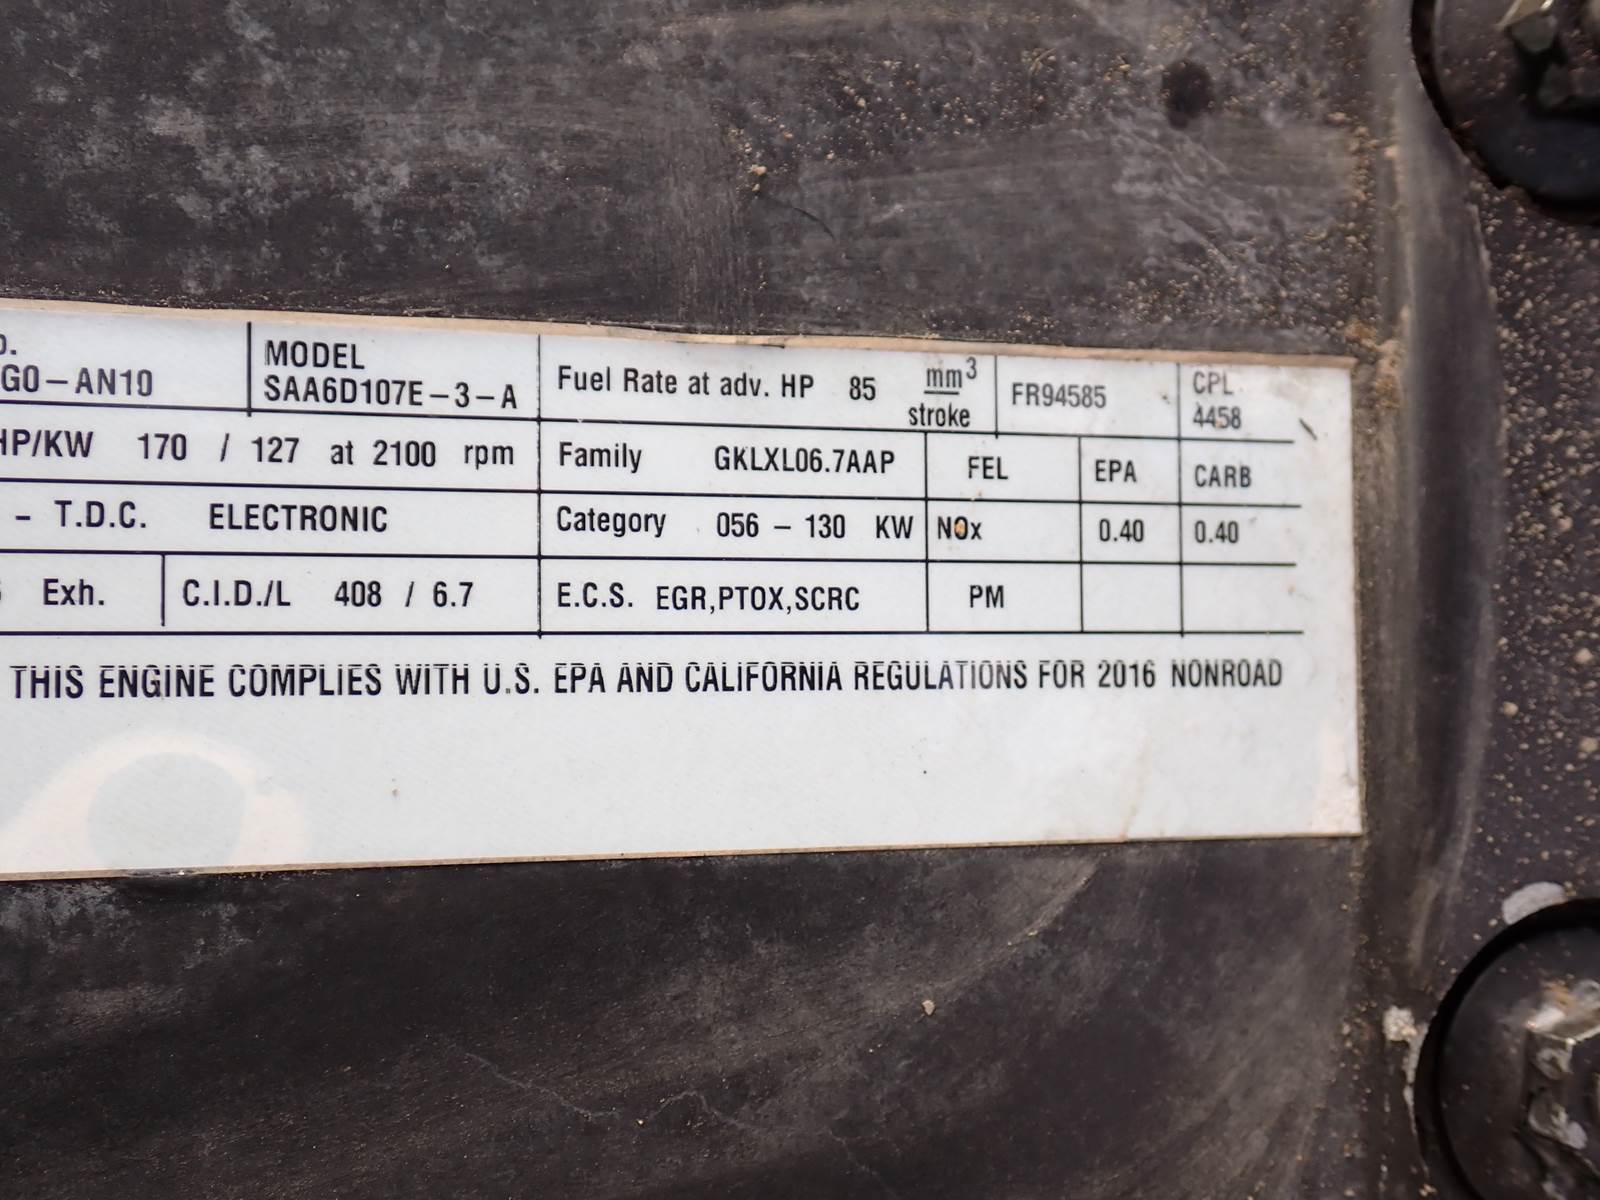 GO-AN10
MODEL
SAA6D107E-3-A
Fuel Rate at adv. HP 85 mm³
stroke
FR94585
CPL
4458
HP/KW 170 / 127 at 2100 rpm
Family GKLXL06.7AAP
FEL
EPA
CARB
- T.D.C. ELECTRONIC
Category 056 - 130 KW
NOx
0.40
0.40
Exh.
C.I.D./L 408 / 6.7
E.C.S. EGR,PTOX,SCRC
PM
THIS ENGINE COMPLIES WITH U.S. EPA AND CALIFORNIA REGULATIONS FOR 2016 NONROAD